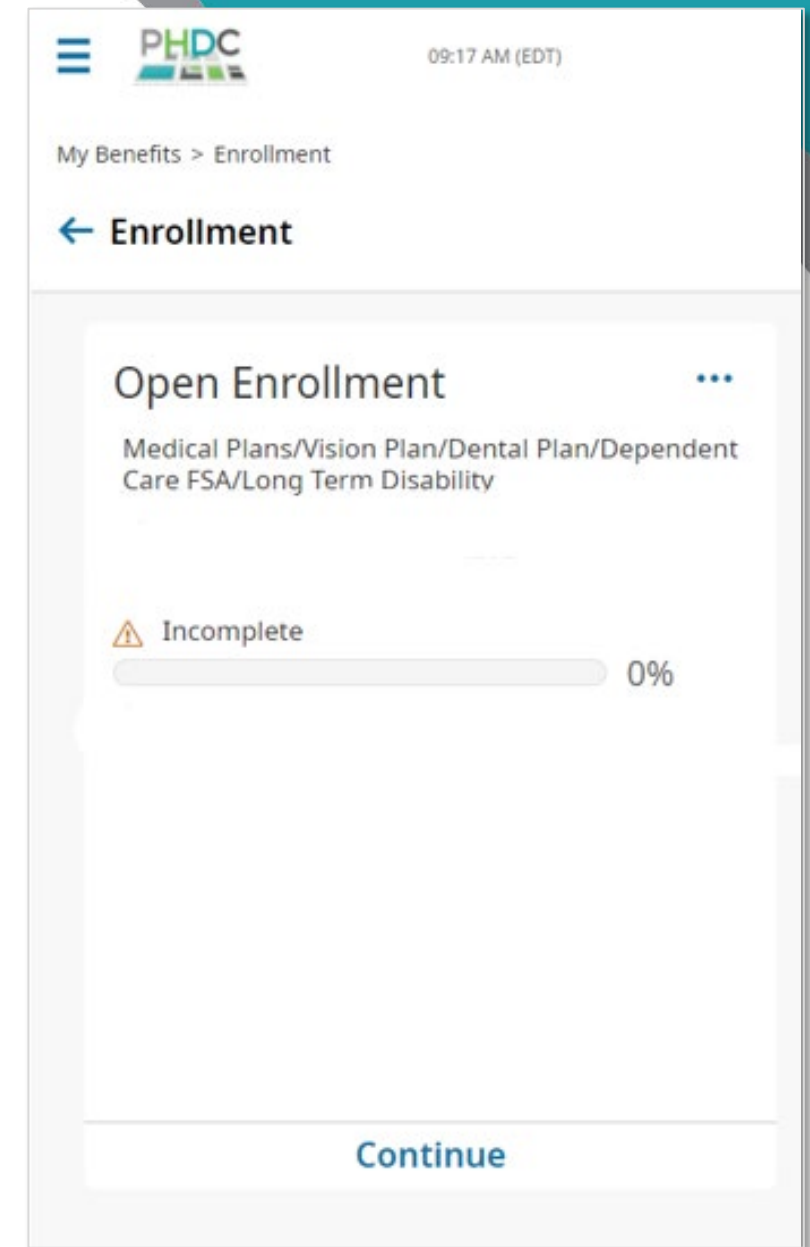 PHDC
09:17 AM (EDT)
My Benefits > Enrollment
← Enrollment
Open Enrollment
...
Medical Plans/Vision Plan/Dental Plan/Dependent
Care FSA/Long Term Disability
Incomplete
0%
Continue